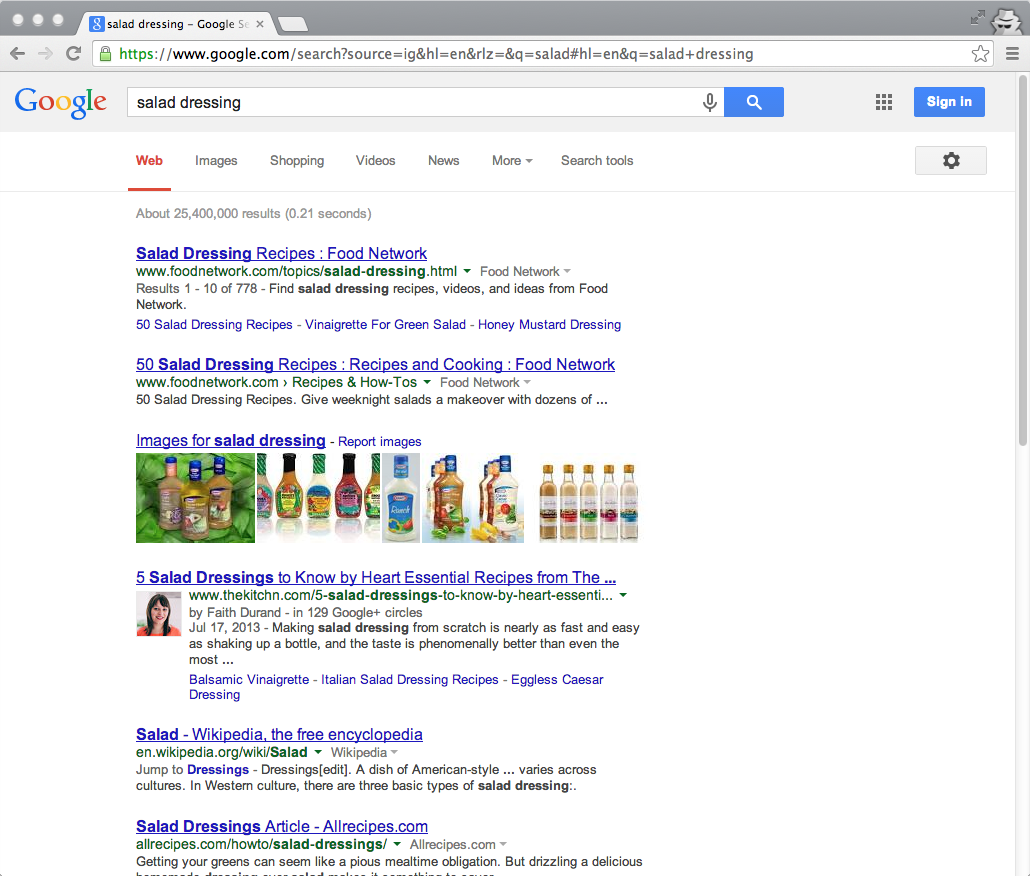 salad dressing - Google Se
https://www.google.com/search?source=ig&hl=en&rlz=&q=salad#hl=en&q=salad+dressing
Google
salad dressing
Sign in
Web Images Shopping Videos News More Search tools
About 25,400,000 results (0.21 seconds)
Salad Dressing Recipes : Food Network
www.foodnetwork.com/topics/salad-dressing.html Food Network
Results 1 - 10 of 778 - Find salad dressing recipes, videos, and ideas from Food
Network.
50 Salad Dressing Recipes - Vinaigrette For Green Salad - Honey Mustard Dressing
50 Salad Dressing Recipes : Recipes and Cooking : Food Network
www.foodnetwork.com › Recipes & How-Tos Food Network
50 Salad Dressing Recipes. Give weeknight salads a makeover with dozens of ...
Images for salad dressing - Report images
Ranch
5 Salad Dressings to Know by Heart Essential Recipes from The ...
www.thekitchn.com/5-salad-dressings-to-know-by-heart-essenti...
by Faith Durand - in 129 Google+ circles
Jul 17, 2013 - Making salad dressing from scratch is nearly as fast and easy
as shaking up a bottle, and the taste is phenomenally better than even the
most ...
Balsamic Vinaigrette - Italian Salad Dressing Recipes - Eggless Caesar
Dressing
Salad - Wikipedia, the free encyclopedia
en.wikipedia.org/wiki/Salad Wikipedia
Jump to Dressings - Dressings[edit]. A dish of American-style ... varies across
cultures. In Western culture, there are three basic types of salad dressing:.
Salad Dressings Article - Allrecipes.com
allrecipes.com/howto/salad-dressings/ Allrecipes.com
Getting your greens can seem like a pious mealtime obligation. But drizzling a delicious